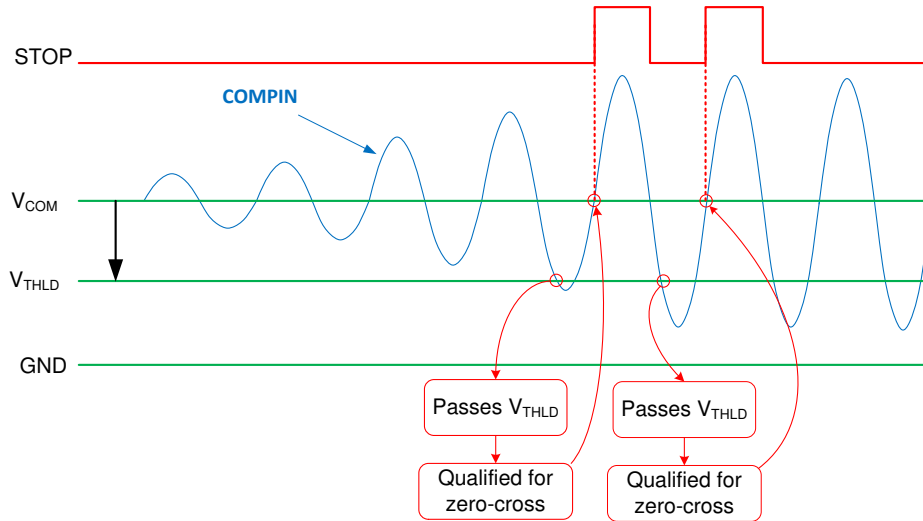 STOP
COMPIN
VCOM
VTHLD
GND
Passes VTHLD
Qualified for
zero-cross
Passes VTHLD
Qualified for
zero-cross